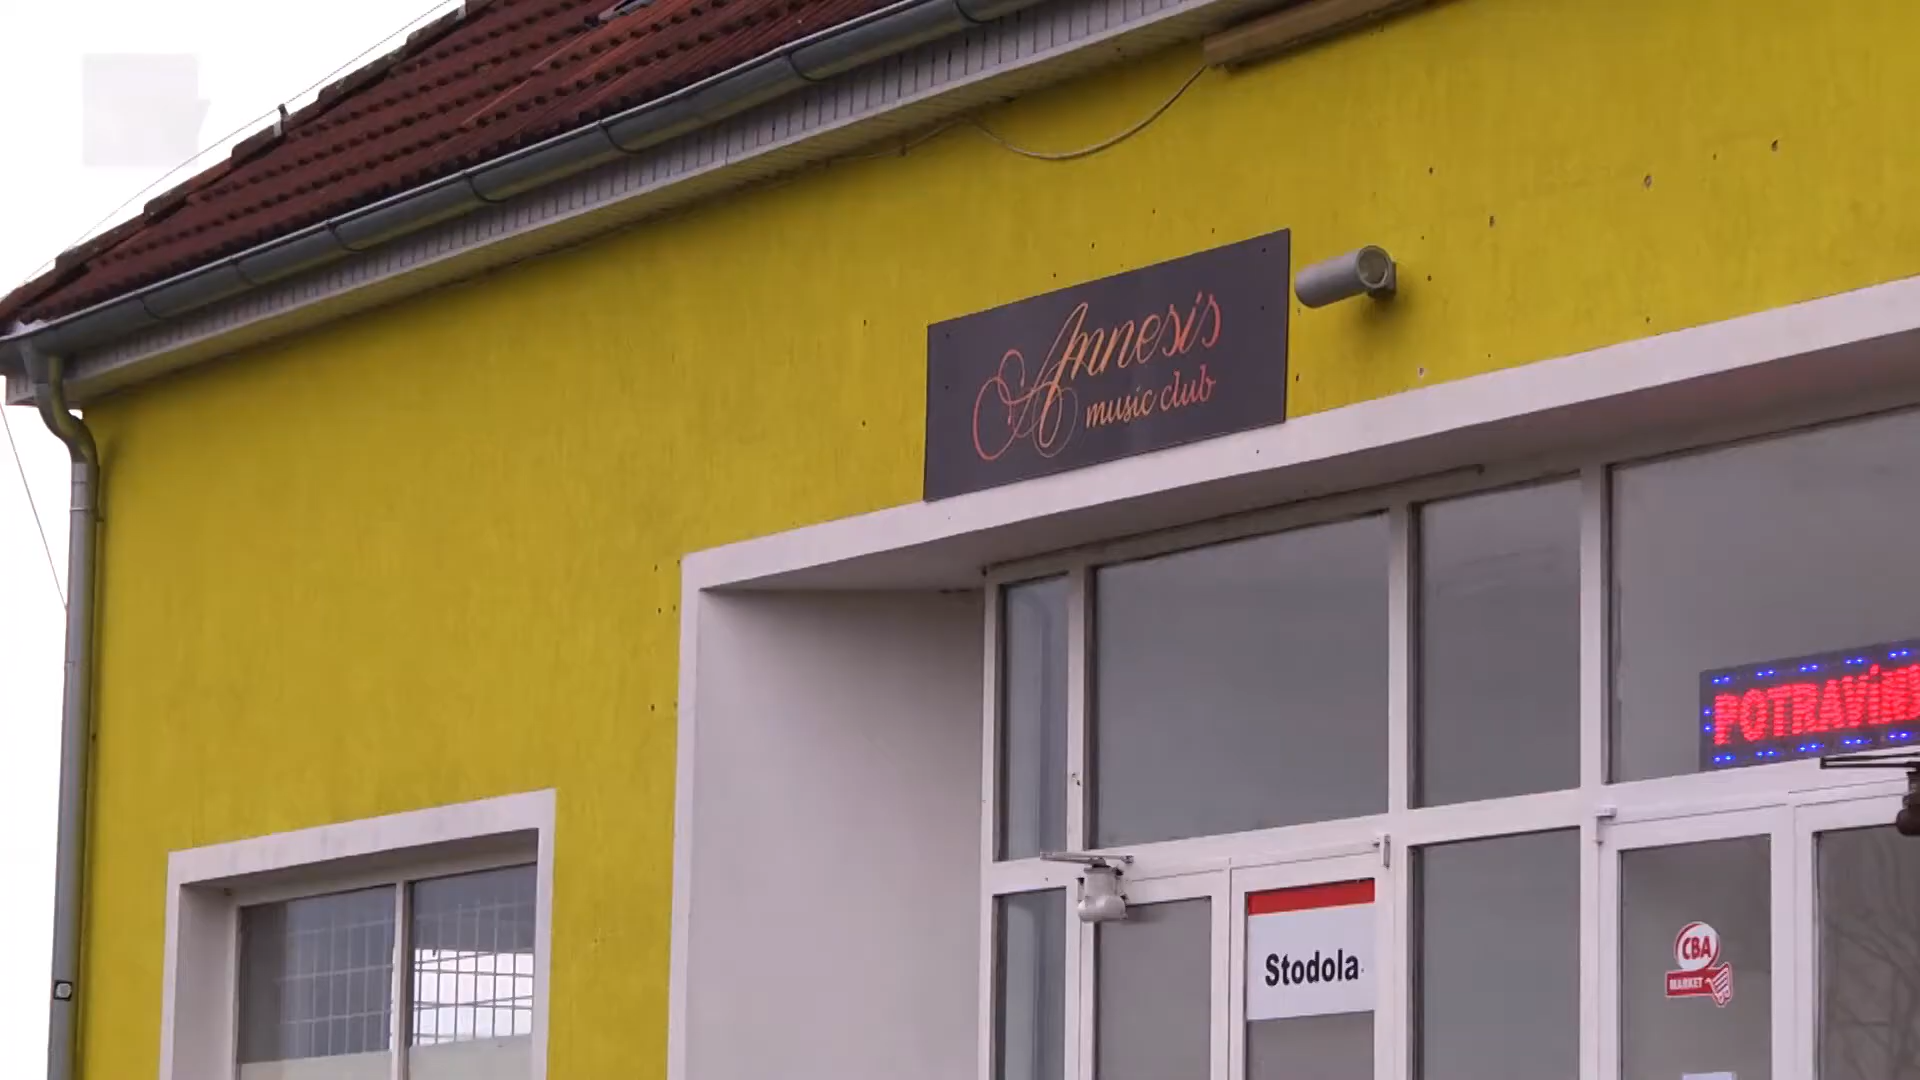 Amnesis
music club
POTRAVIN
Stodola
CBA
MARKET